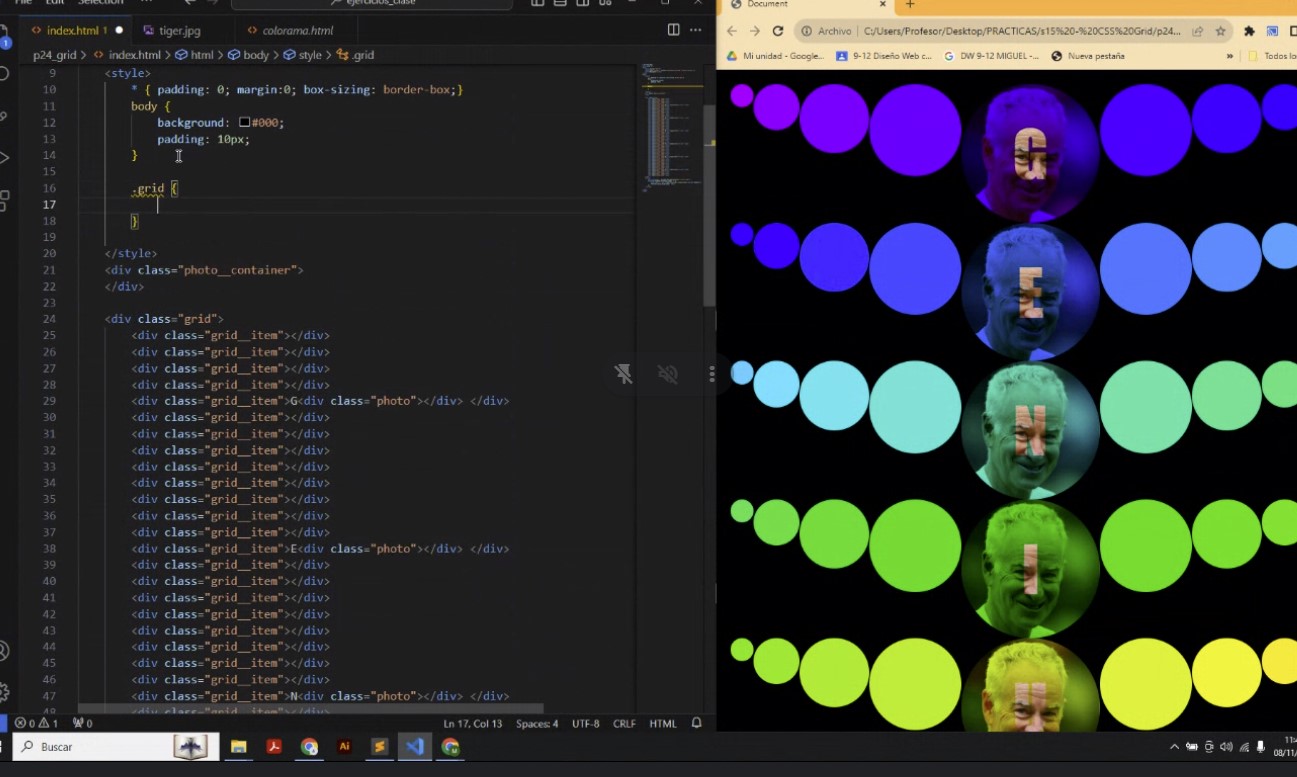 File Edit Selection ··· ejercicios_clase
index.html 1 tiger.jpg colorama.html
p24_grid > index.html > html > body > style > .grid
9 <style>
10 * { padding: 0; margin:0; box-sizing: border-box;}
11 body {
12 background: #000;
13 padding: 10px;
14 }
15
16 .grid {
17
18 }
19
20 </style>
21 <div class="photo__container">
22 </div>
23
24 <div class="grid">
25 <div class="grid__item"></div>
26 <div class="grid__item"></div>
27 <div class="grid__item"></div>
28 <div class="grid__item"></div>
29 <div class="grid__item">G<div class="photo"></div> </div>
30 <div class="grid__item"></div>
31 <div class="grid__item"></div>
32 <div class="grid__item"></div>
33 <div class="grid__item"></div>
34 <div class="grid__item"></div>
35 <div class="grid__item"></div>
36 <div class="grid__item"></div>
37 <div class="grid__item"></div>
38 <div class="grid__item">E<div class="photo"></div> </div>
39 <div class="grid__item"></div>
40 <div class="grid__item"></div>
41 <div class="grid__item"></div>
42 <div class="grid__item"></div>
43 <div class="grid__item"></div>
44 <div class="grid__item"></div>
45 <div class="grid__item"></div>
46 <div class="grid__item"></div>
47 <div class="grid__item">N<div class="photo"></div> </div>
0 1 0 Ln 17, Col 13 Spaces: 4 UTF-8 CRLF HTML
Document
Archivo C:/Users/Profesor/Desktop/PRACTICAS/s15%20-%20CSS%20Grid/p24...
Mi unidad - Google... 9-12 Diseño Web c... DW 9-12 MIGUEL -... Nueva pestaña » Todos lo
G
E
N
I
Buscar
Ai
11:4
08/11/